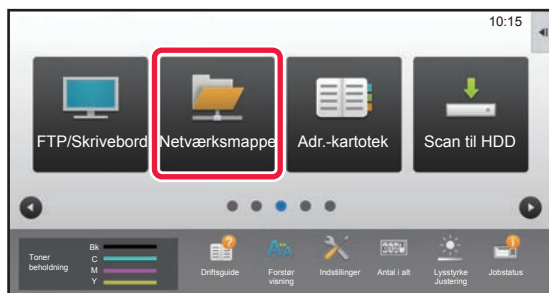 10:15
FTP/Skrivebord
Netværksmappe
Adr.-kartotek
Scan til HDD
Toner
beholdning
Bk
C
M
Y
Driftsguide
Forstør
visning
Indstillinger
Antal i alt
Lysstyrke
Justering
Jobstatus